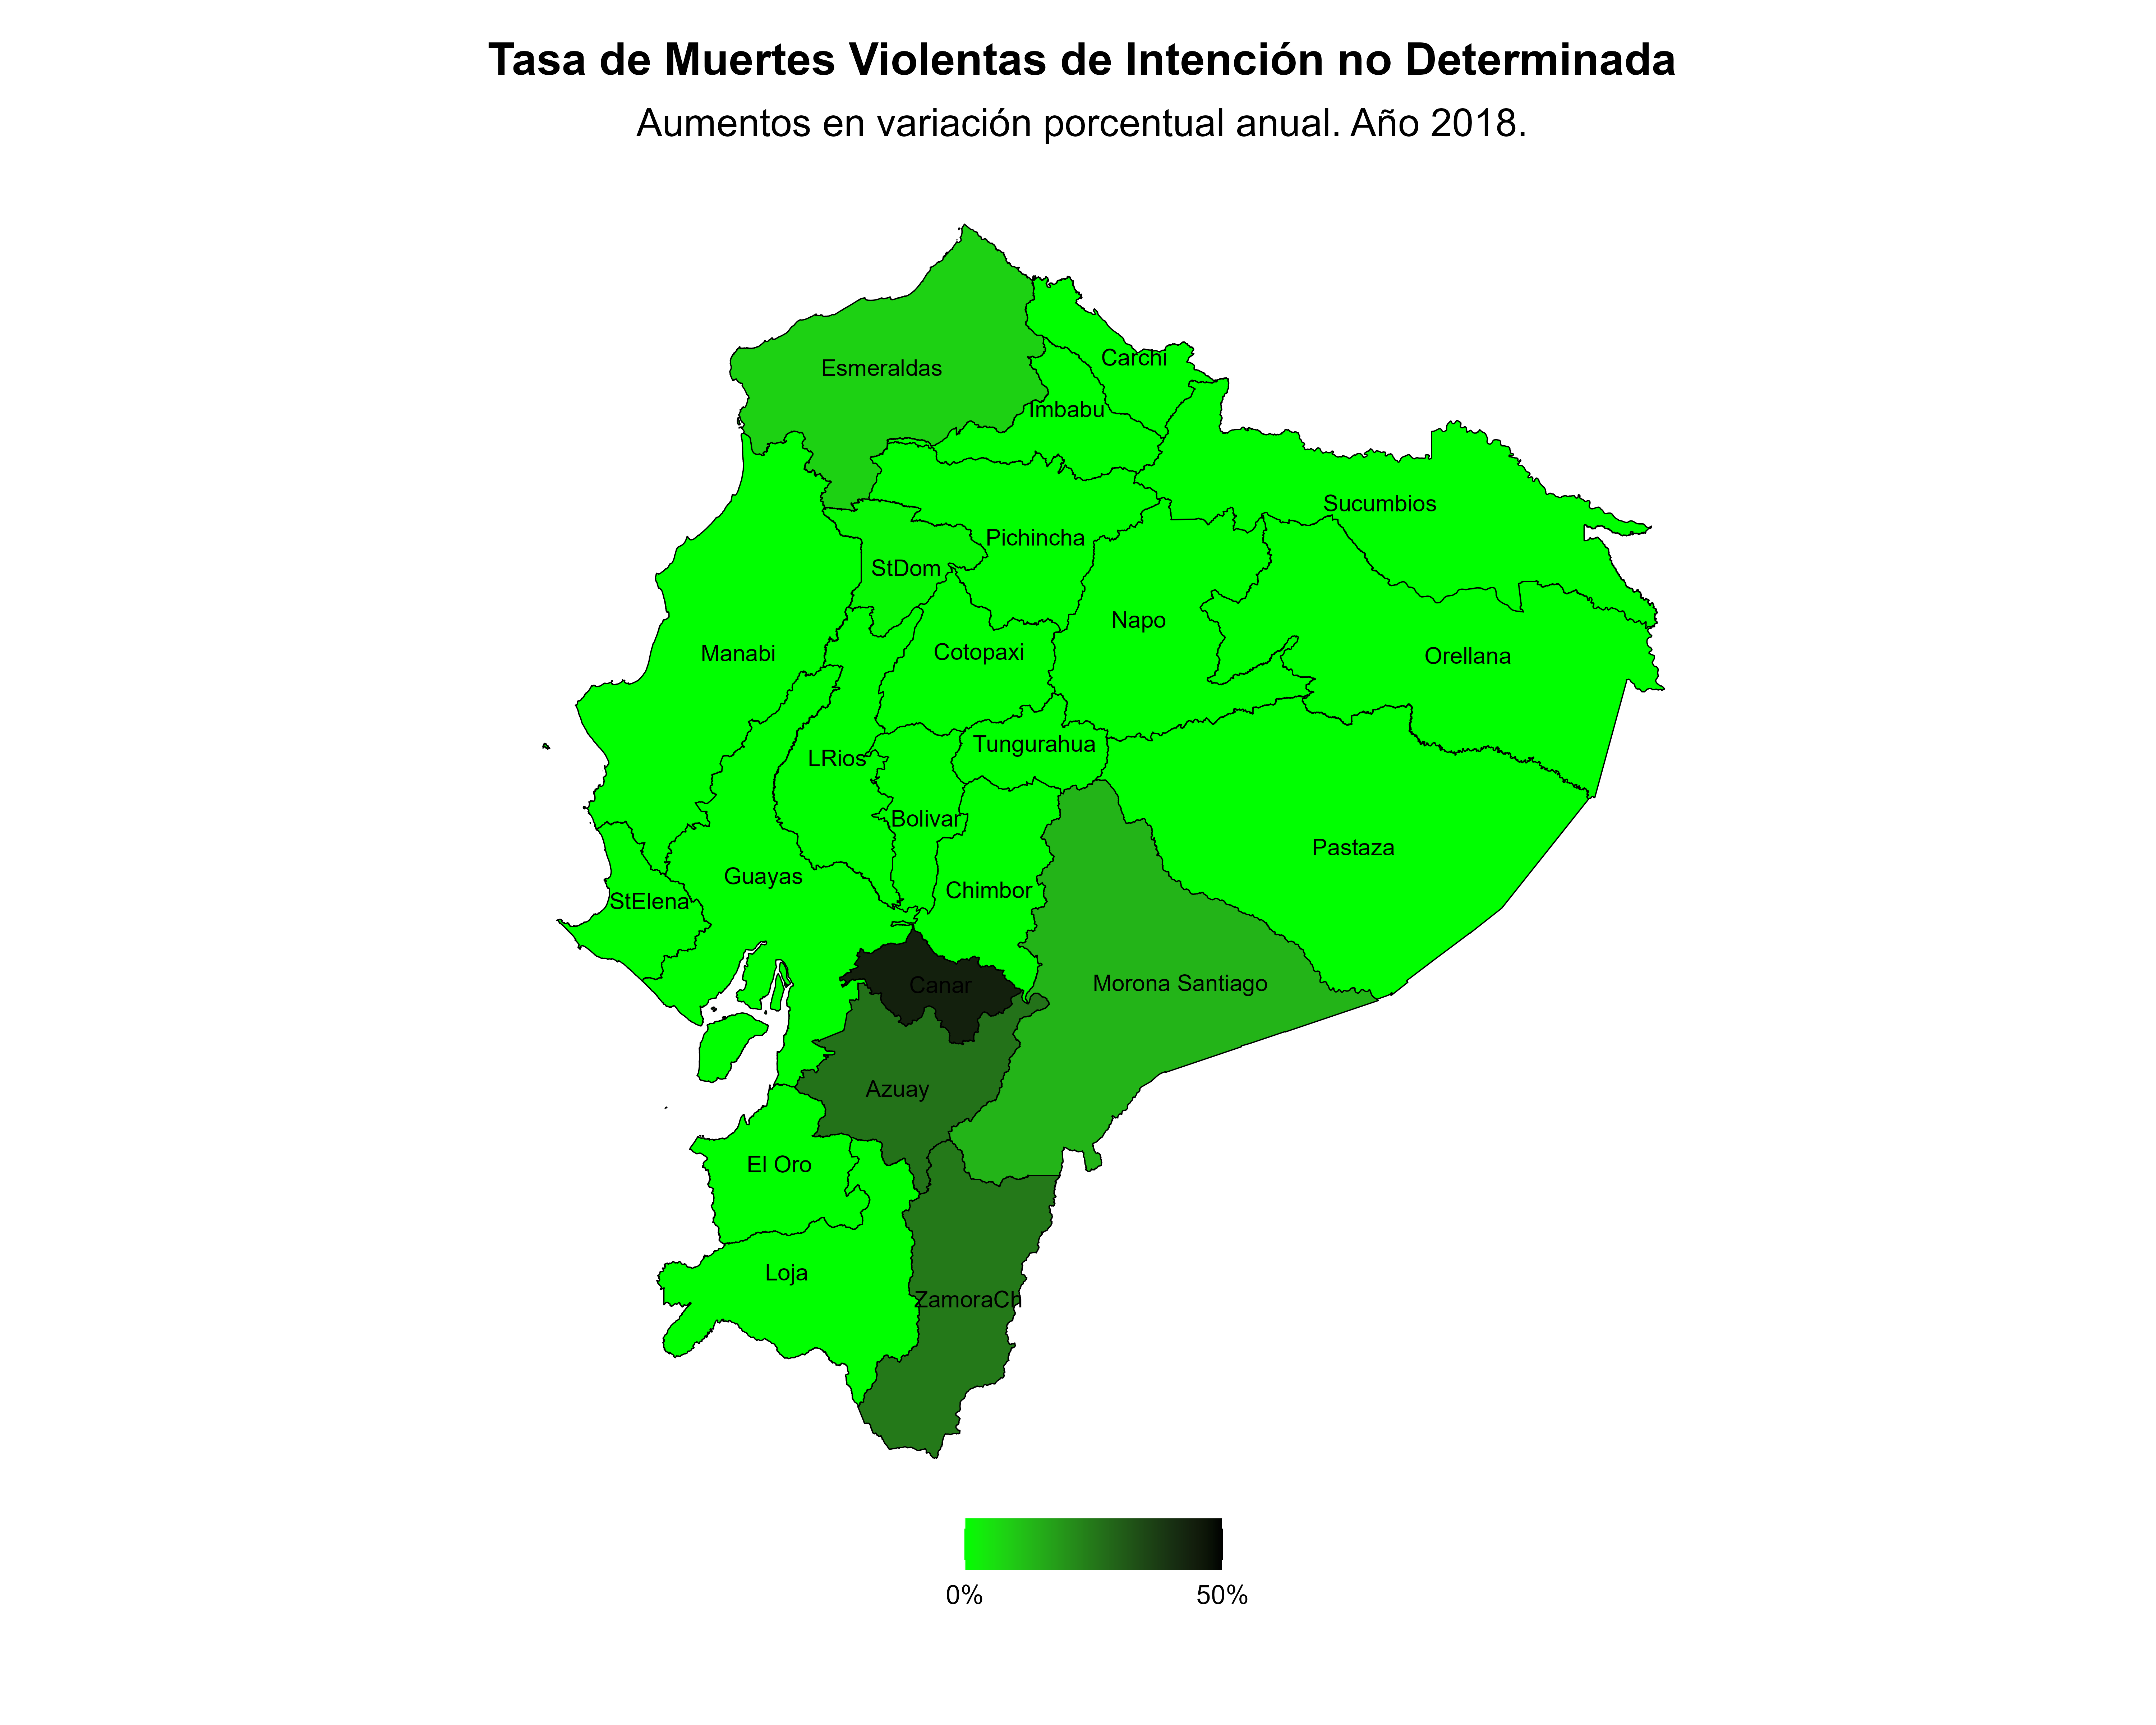 Tasa de Muertes Violentas de Intención no Determinada
Aumentos en variación porcentual anual. Año 2018.
Esmeraldas
Carchi
Imbabu
Sucumbios
Pichincha
StDom
Napo
Manabi
Cotopaxi
Orellana
Tungurahua
LRios
Bolivar
Pastaza
Guayas
Chimbor
StElena
Canar
Morona Santiago
Azuay
El Oro
Loja
ZamoraCh
0%
50%